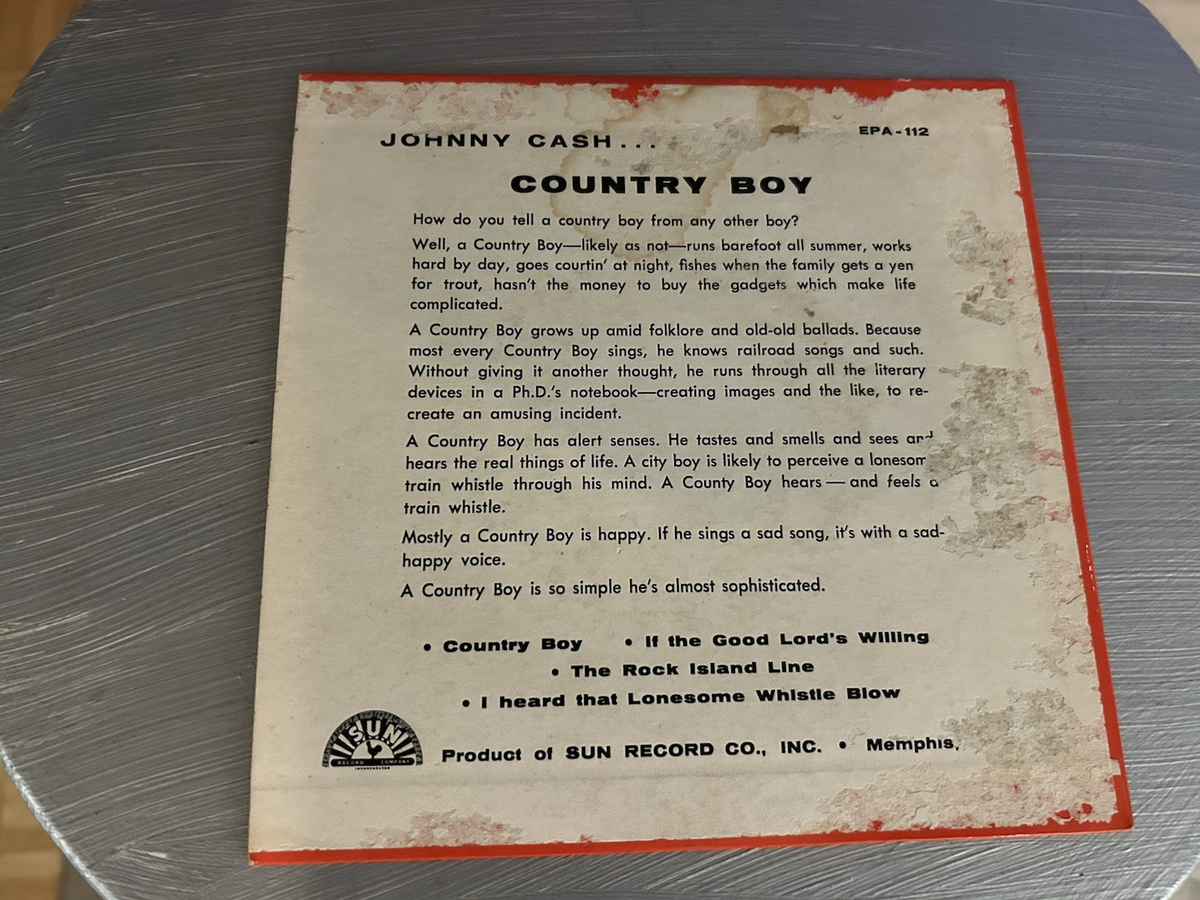 JOHNNY CASH...
EPA-112
COUNTRY BOY
How do you tell a country boy from any other boy?
Well, a Country Boy—likely as not—runs barefoot all summer, works
hard by day, goes courtin' at night, fishes when the family gets a yen
for trout, hasn't the money to buy the gadgets which make life
complicated.
A Country Boy grows up amid folklore and old-old ballads. Because
most every Country Boy sings, he knows railroad songs and such.
Without giving it another thought, he runs through all the literary
devices in a Ph.D.'s notebook—creating images and the like, to re-
create an amusing incident.
A Country Boy has alert senses. He tastes and smells and sees and
hears the real things of life. A city boy is likely to perceive a lonesom
train whistle through his mind. A County Boy hears — and feels a
train whistle.
Mostly a Country Boy is happy. If he sings a sad song, it's with a sad-
happy voice.
A Country Boy is so simple he's almost sophisticated.
• Country Boy • If the Good Lord's Willing
• The Rock Island Line
• I heard that Lonesome Whistle Blow
SUN
RECORD COMPANY
Product of SUN RECORD CO., INC. • Memphis,